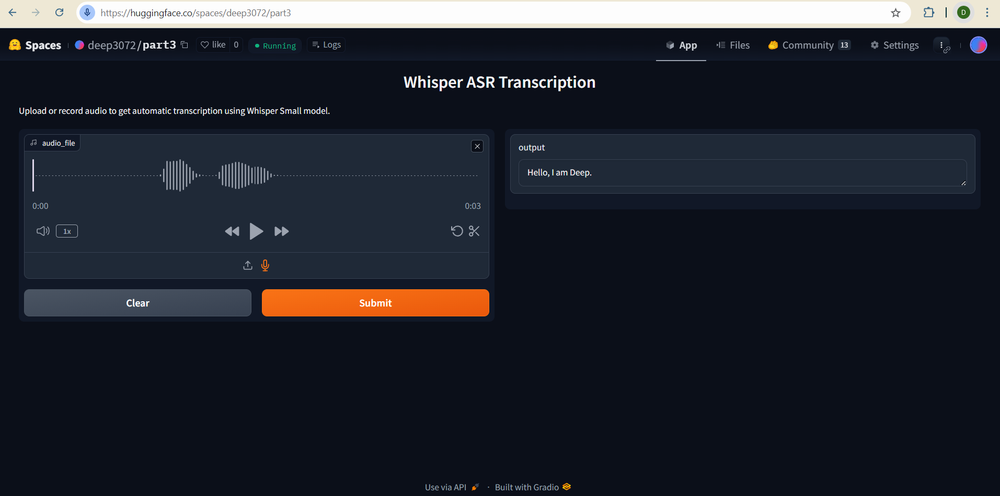 https://huggingface.co/spaces/deep3072/part3
D
Spaces
deep3072/part3
like 0
Running
Logs
App
Files
Community 13
Settings
Whisper ASR Transcription
Upload or record audio to get automatic transcription using Whisper Small model.
audio_file
0:00 0:03
1x
Clear
Submit
output
Hello, I am Deep.
Use via API · Built with Gradio